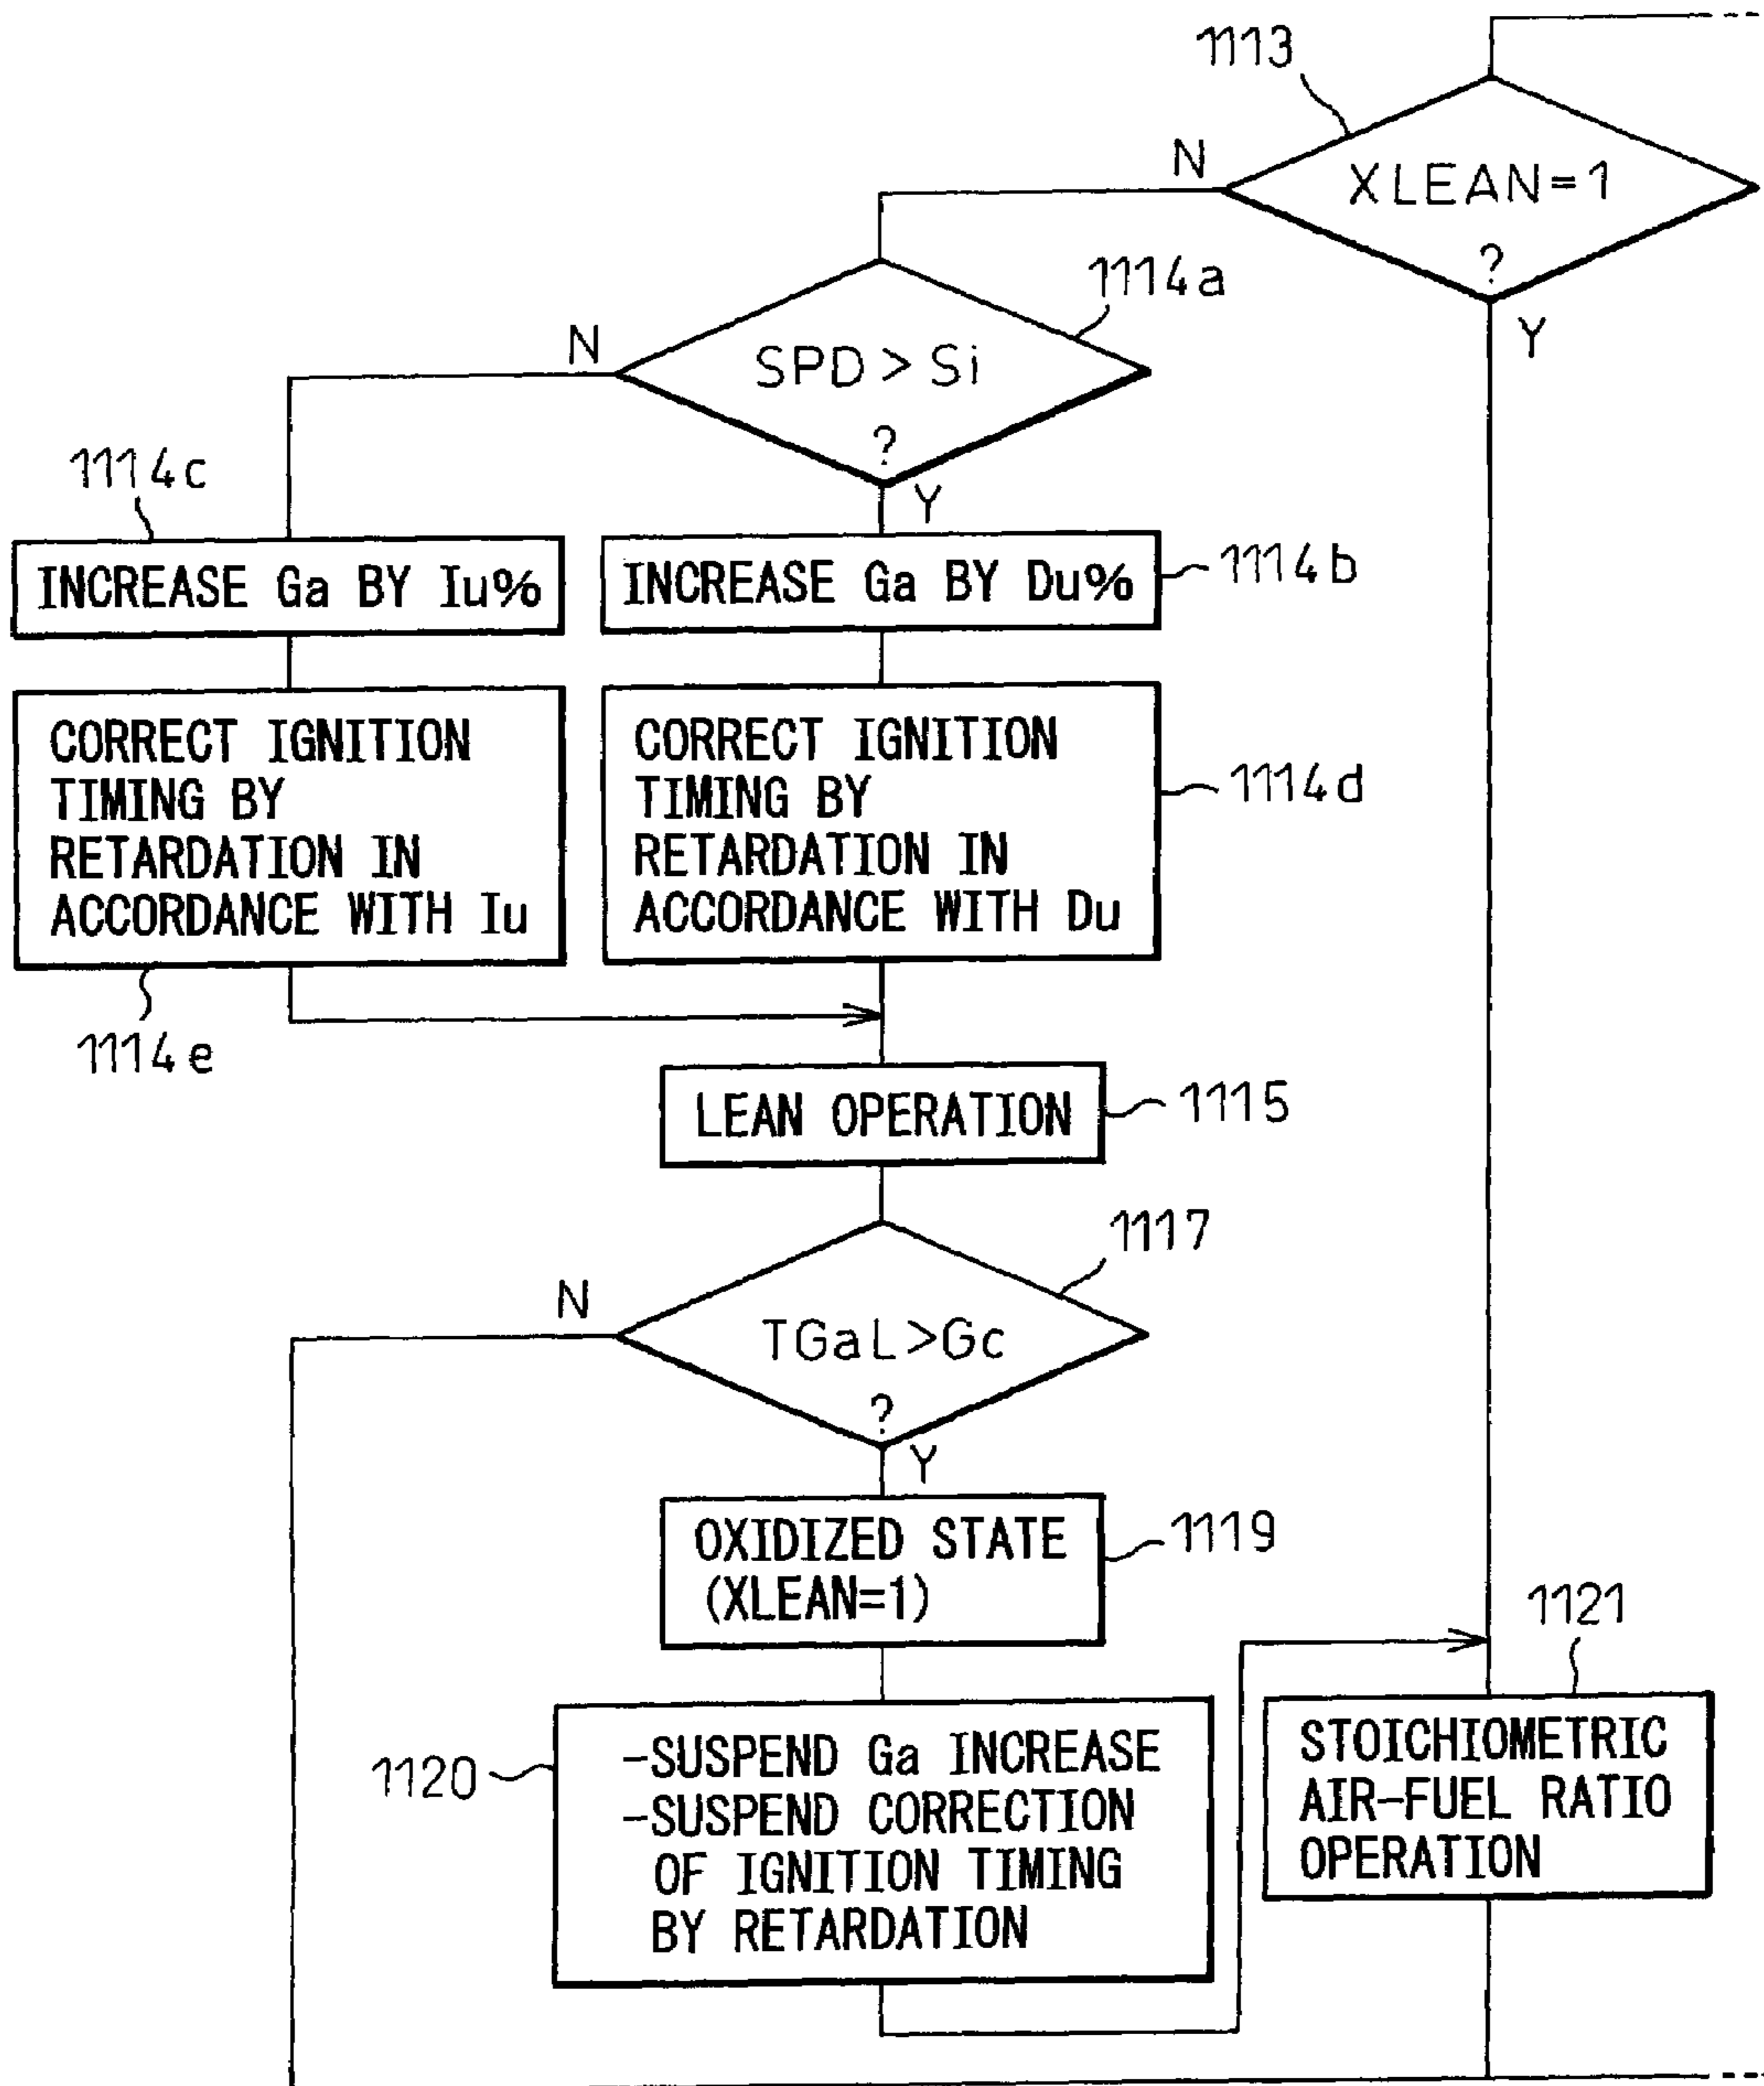 1113
N
XLEAN=1
?
Y
1114a
N
SPD > Si
?
Y
1114c
INCREASE Ga BY Iu%
INCREASE Ga BY Du%
1114b
CORRECT IGNITION
TIMING BY
RETARDATION IN
ACCORDANCE WITH Iu
CORRECT IGNITION
TIMING BY
RETARDATION IN
ACCORDANCE WITH Du
1114d
1114e
LEAN OPERATION
1115
1117
N
TGaL>Gc
?
Y
OXIDIZED STATE
(XLEAN=1)
1119
1120
-SUSPEND Ga INCREASE
-SUSPEND CORRECTION
OF IGNITION TIMING
BY RETARDATION
1121
STOICHIOMETRIC
AIR-FUEL RATIO
OPERATION